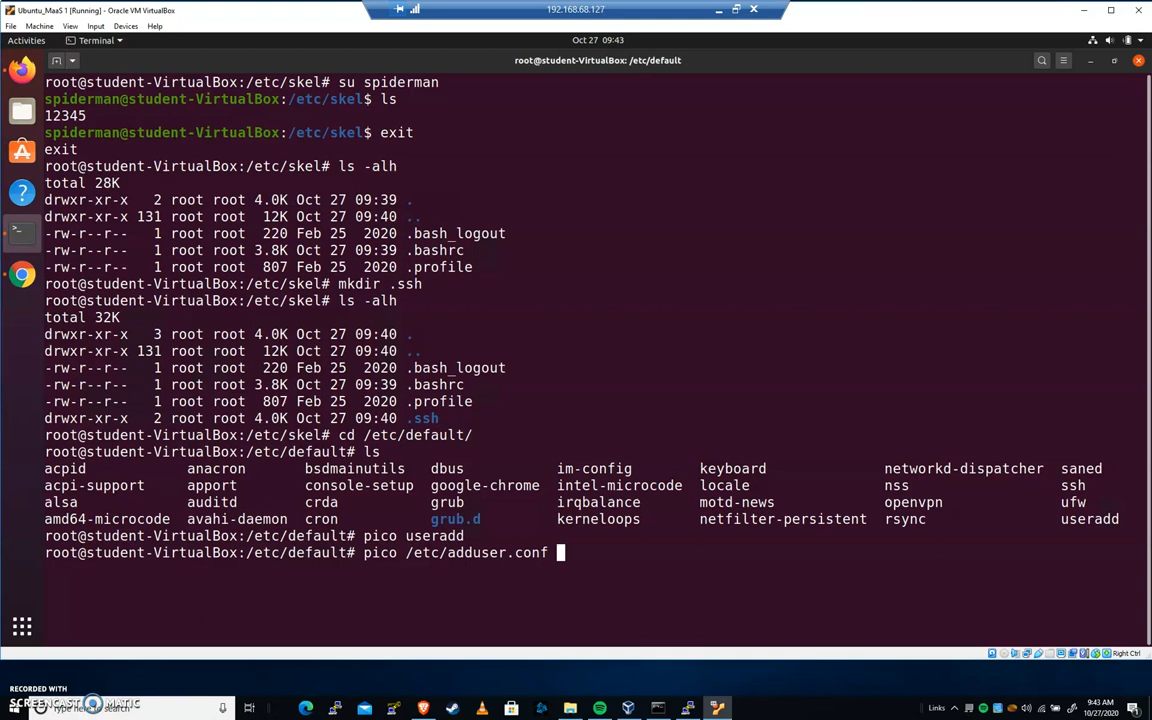 Ubuntu_MaaS 1 [Running] - Oracle VM VirtualBox
192.168.68.127
File Machine View Input Devices Help
Activities Terminal Oct 27 09:43
root@student-VirtualBox: /etc/default
root@student-VirtualBox:/etc/skel# su spiderman
spiderman@student-VirtualBox:/etc/skel$ ls
12345
spiderman@student-VirtualBox:/etc/skel$ exit
exit
root@student-VirtualBox:/etc/skel# ls -alh
total 28K
drwxr-xr-x   2 root root 4.0K Oct 27 09:39 .
drwxr-xr-x 131 root root  12K Oct 27 09:40 ..
-rw-r--r--   1 root root  220 Feb 25  2020 .bash_logout
-rw-r--r--   1 root root 3.8K Oct 27 09:39 .bashrc
-rw-r--r--   1 root root  807 Feb 25  2020 .profile
root@student-VirtualBox:/etc/skel# mkdir .ssh
root@student-VirtualBox:/etc/skel# ls -alh
total 32K
drwxr-xr-x   3 root root 4.0K Oct 27 09:40 .
drwxr-xr-x 131 root root  12K Oct 27 09:40 ..
-rw-r--r--   1 root root  220 Feb 25  2020 .bash_logout
-rw-r--r--   1 root root 3.8K Oct 27 09:39 .bashrc
-rw-r--r--   1 root root  807 Feb 25  2020 .profile
drwxr-xr-x   2 root root 4.0K Oct 27 09:40 .ssh
root@student-VirtualBox:/etc/skel# cd /etc/default/
root@student-VirtualBox:/etc/default# ls
acpid anacron bsdmainutils dbus im-config keyboard networkd-dispatcher saned
acpi-support apport console-setup google-chrome intel-microcode locale nss ssh
alsa auditd crda grub irqbalance motd-news openvpn ufw
amd64-microcode avahi-daemon cron grub.d kerneloops netfilter-persistent rsync useradd
root@student-VirtualBox:/etc/default# pico useradd
root@student-VirtualBox:/etc/default# pico /etc/adduser.conf
Right Ctrl
RECORDED WITH
SCREENCAST MATIC
Type here to search
Links
9:43 AM
10/27/2020